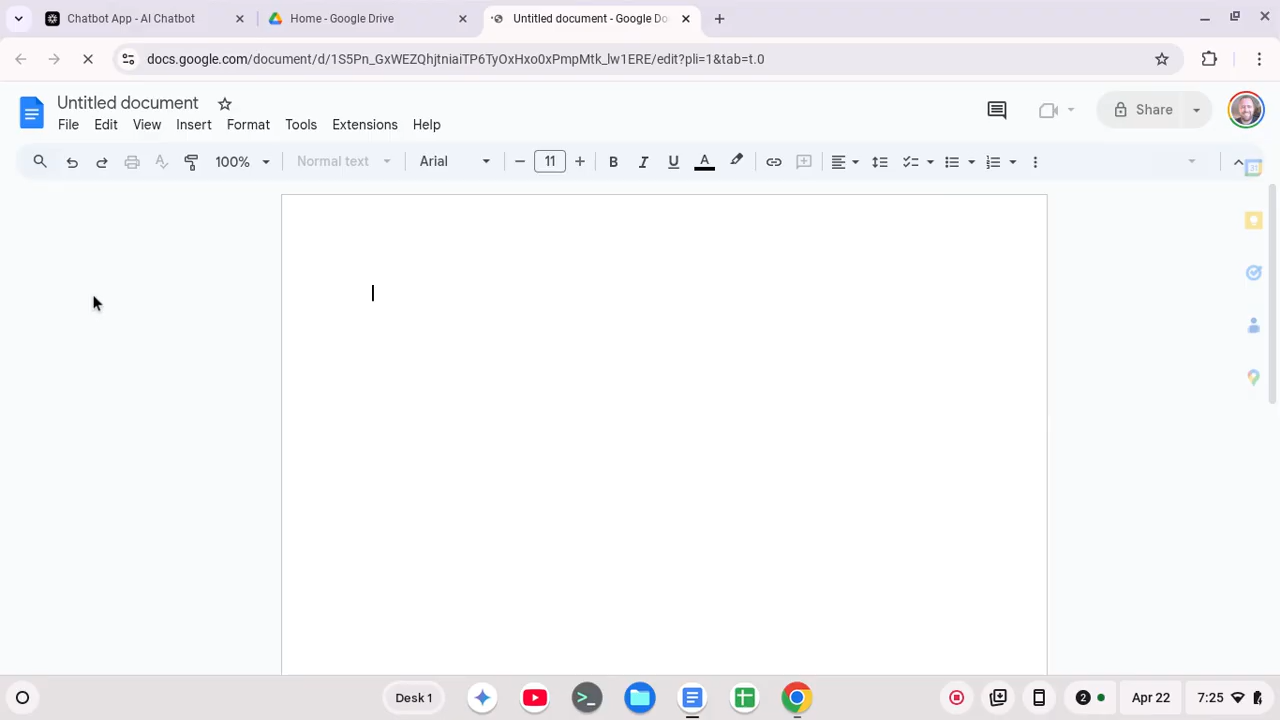 Chatbot App - AI Chatbot
Home - Google Drive
Untitled document - Google Do
docs.google.com/document/d/1S5Pn_GxWEZQhjtniaiTP6TyOxHxo0xPmpMtk_lw1ERE/edit?pli=1&tab=t.0
Untitled document
Share
File Edit View Insert Format Tools Extensions Help
100% Normal text Arial 11 B I U A
31
Desk 1
2 Apr 22 7:25